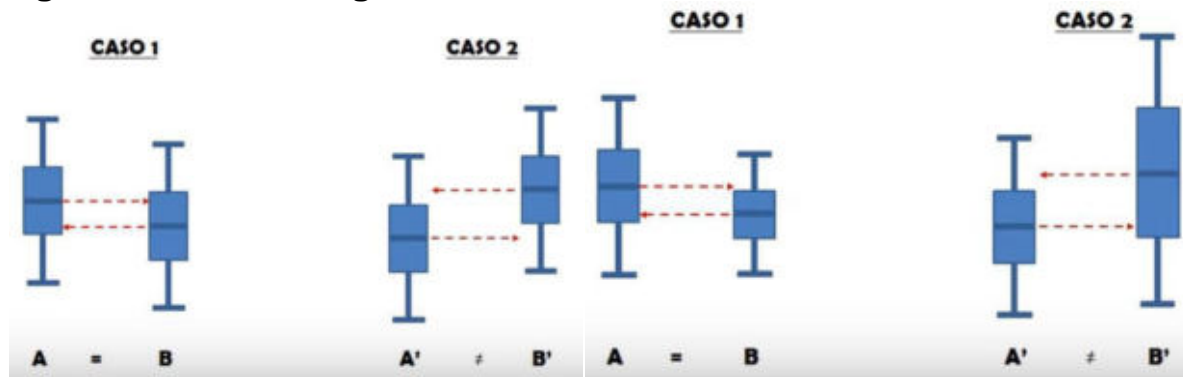 CASO 1
CASO 2
A = B
A' ≠ B'
CASO 1
CASO 2
A = B
A' ≠ B'